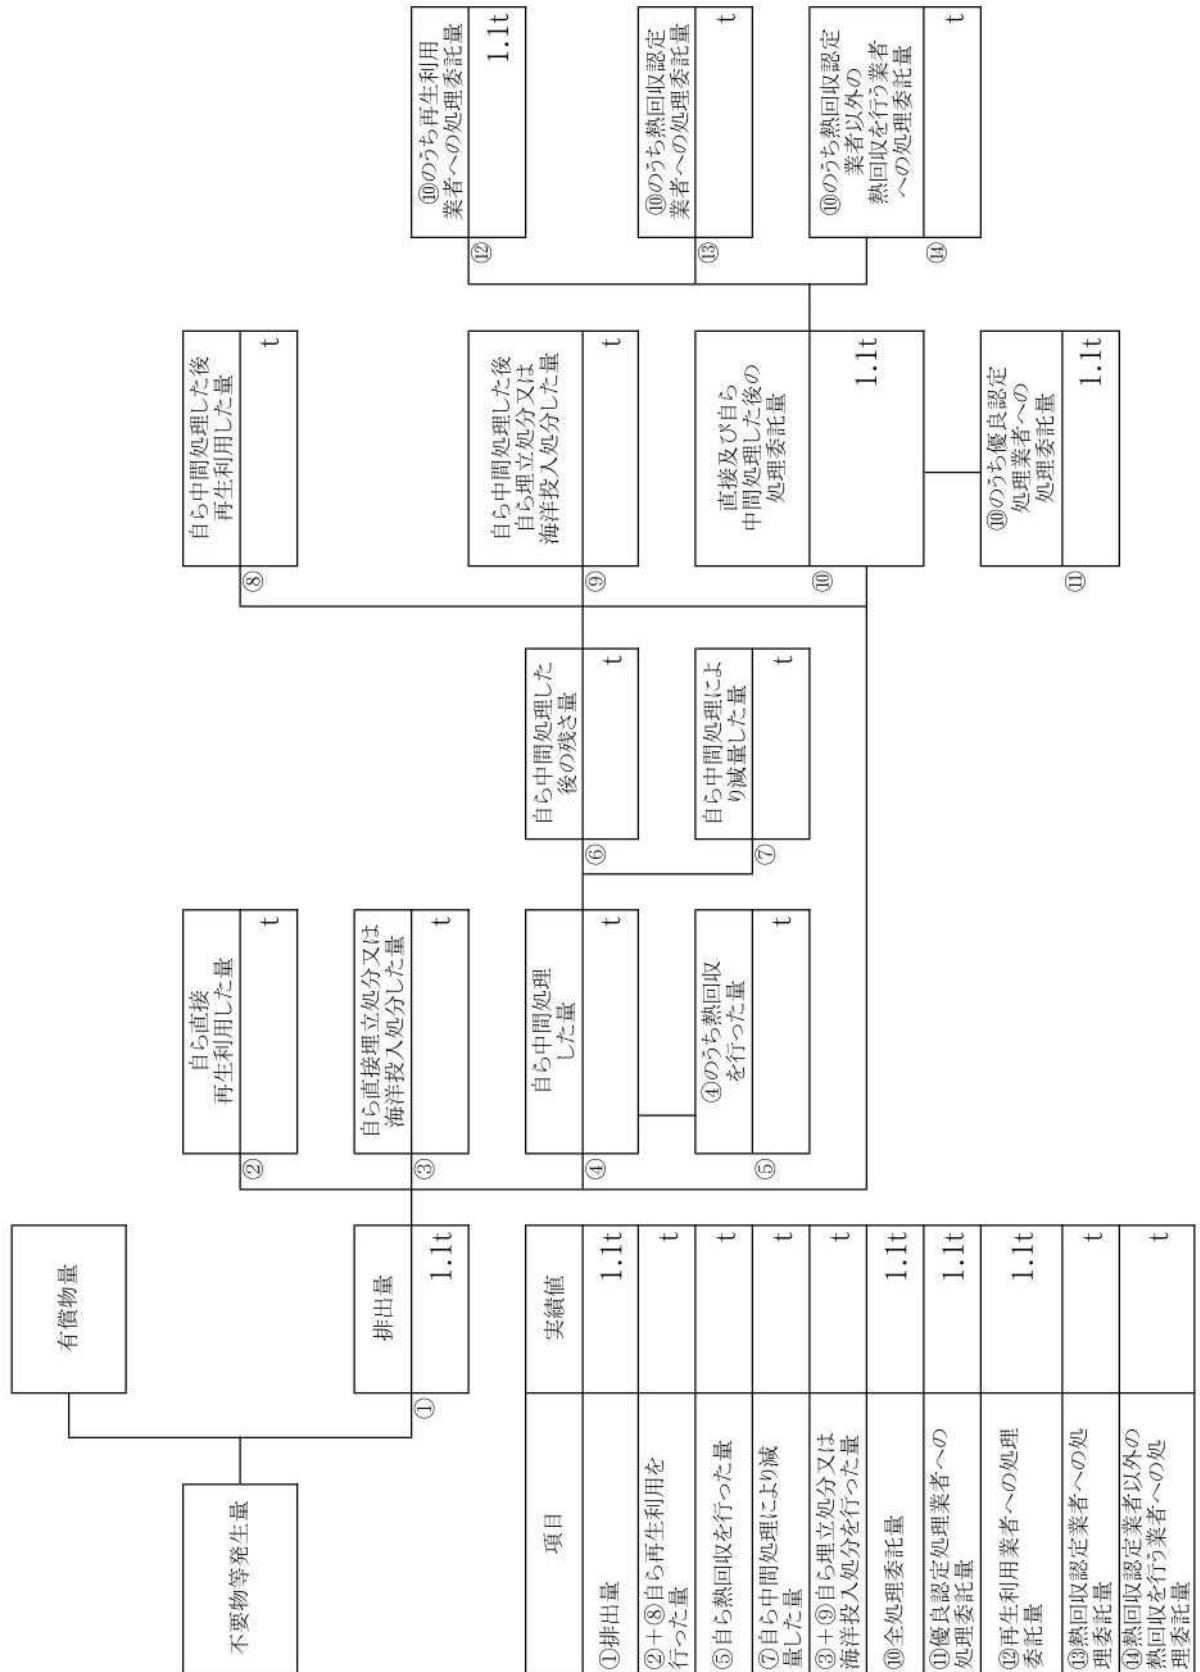 不要物等発生量
有償物量
①
排出量
1.1t
②
自ら直接
再生利用した量
t
③
自ら直接埋立処分又は
海洋投入処分した量
t
④
自ら中間処理
した量
t
⑤
④のうち熱回収
を行った量
t
⑥
自ら中間処理した
後の残さ量
t
⑦
自ら中間処理によ
り減量した量
t
⑧
自ら中間処理した後
再生利用した量
t
⑨
自ら中間処理した後
自ら埋立処分又は
海洋投入処分した量
t
⑩
直接及び自ら
中間処理した後の
処理委託量
1.1t
⑪
⑩のうち優良認定
処理業者への
処理委託量
1.1t
⑫
⑩のうち再生利用
業者への処理委託量
1.1t
⑬
⑩のうち熱回収認定
業者への処理委託量
t
⑭
⑩のうち熱回収認定
業者以外の
熱回収を行う業者
への処理委託量
t
項目 実績値
①排出量 1.1t
②+⑧自ら再生利用を
行った量 t
⑤自ら熱回収を行った量 t
⑦自ら中間処理により減
量した量 t
③+⑨自ら埋立処分又は
海洋投入処分を行った量 t
⑩全処理委託量 1.1t
⑪優良認定処理業者への
処理委託量 1.1t
⑫再生利用業者への処理
委託量 1.1t
⑬熱回収認定業者への処
理委託量 t
⑭熱回収認定業者以外の
熱回収を行う業者への処
理委託量 t